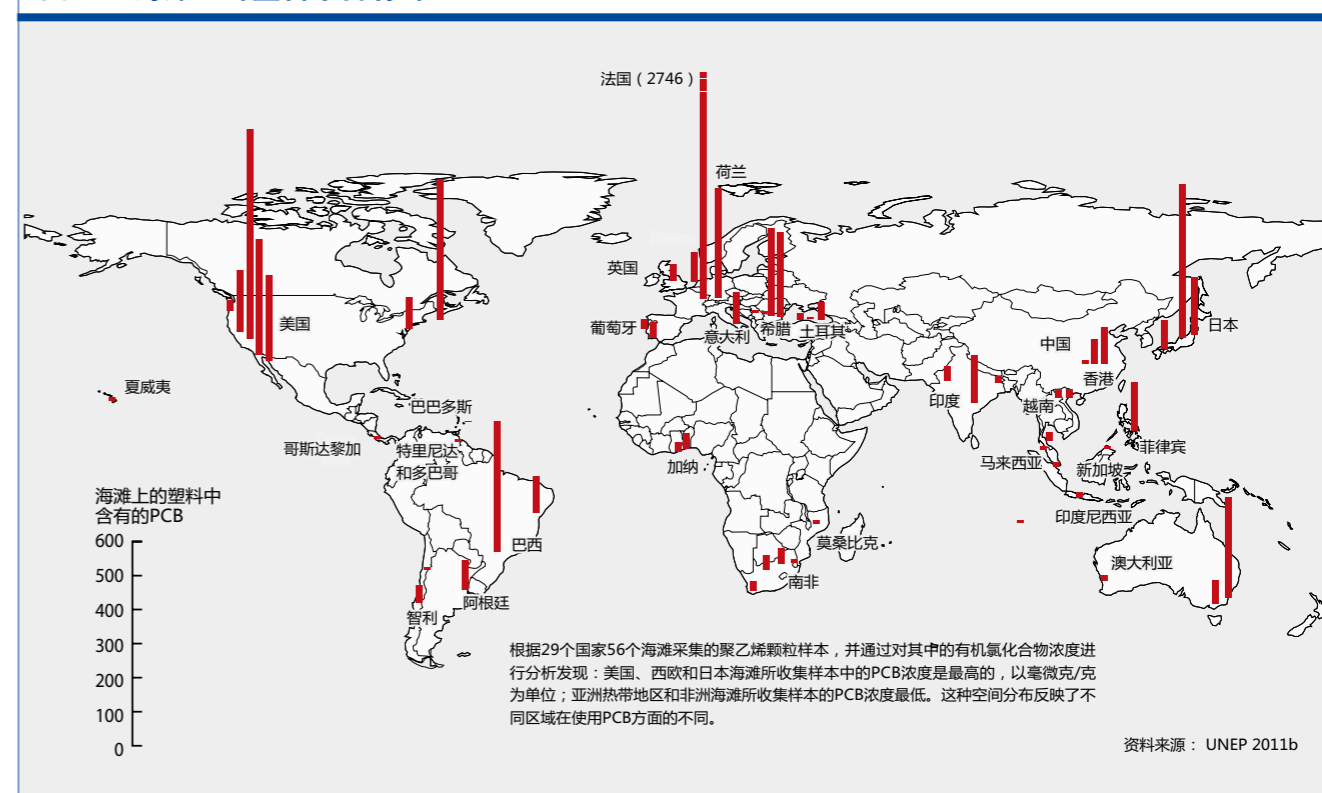 法国（2746）
荷兰
英国
美国
葡萄牙
意大利
希腊
土耳其
中国
日本
香港
夏威夷
巴巴多斯
印度
越南
哥斯达黎加
特里尼达
和多巴哥
加纳
马来西亚
新加坡
菲律宾
海滩上的塑料中
含有的PCB
600
500
400
300
200
100
0
巴西
莫桑比克
印度尼西亚
澳大利亚
南非
阿根廷
智利
根据29个国家56个海滩采集的聚乙烯颗粒样本，并通过对其中的有机氯化合物浓度进
行分析发现：美国、西欧和日本海滩所收集样本中的PCB浓度是最高的，以毫微克/克
为单位；亚洲热带地区和非洲海滩所收集样本的PCB浓度最低。这种空间分布反映了不
同区域在使用PCB方面的不同。
资料来源： UNEP 2011b